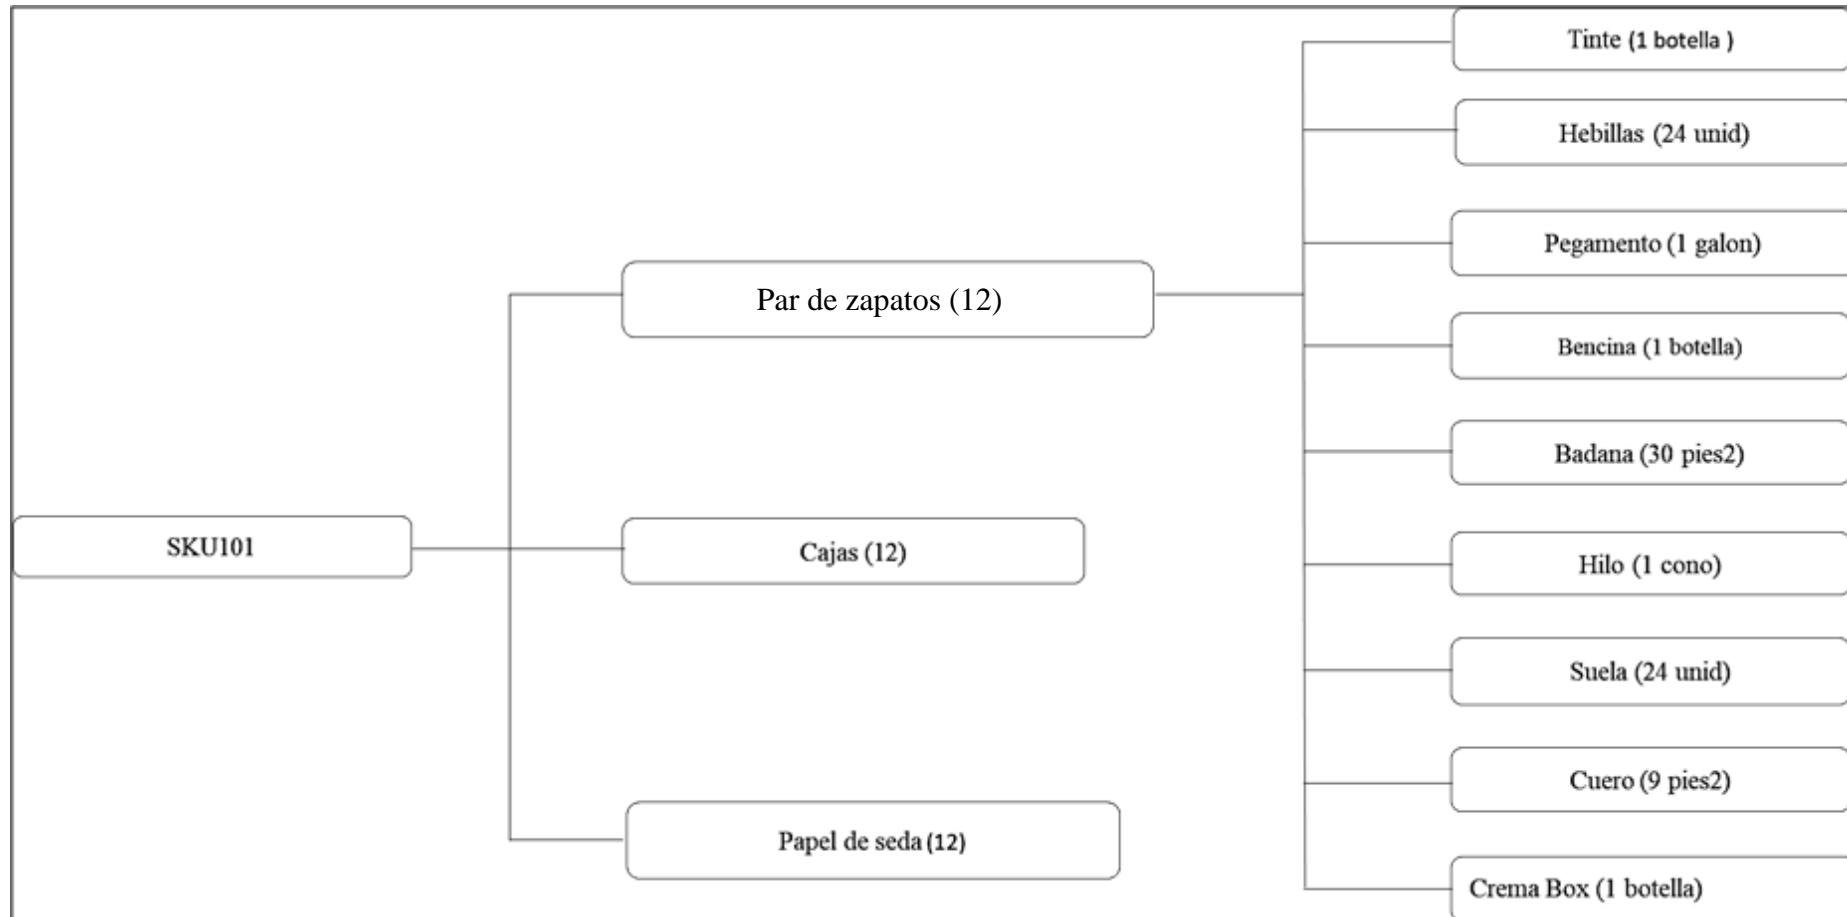 Tinte (1 botella )
Hebillas (24 unid)
Pegamento (1 galon)
Par de zapatos (12)
Bencina (1 botella)
Badana (30 pies2)
SKU101
Cajas (12)
Hilo (1 cono)
Suela (24 unid)
Cuero (9 pies2)
Papel de seda (12)
Crema Box (1 botella)